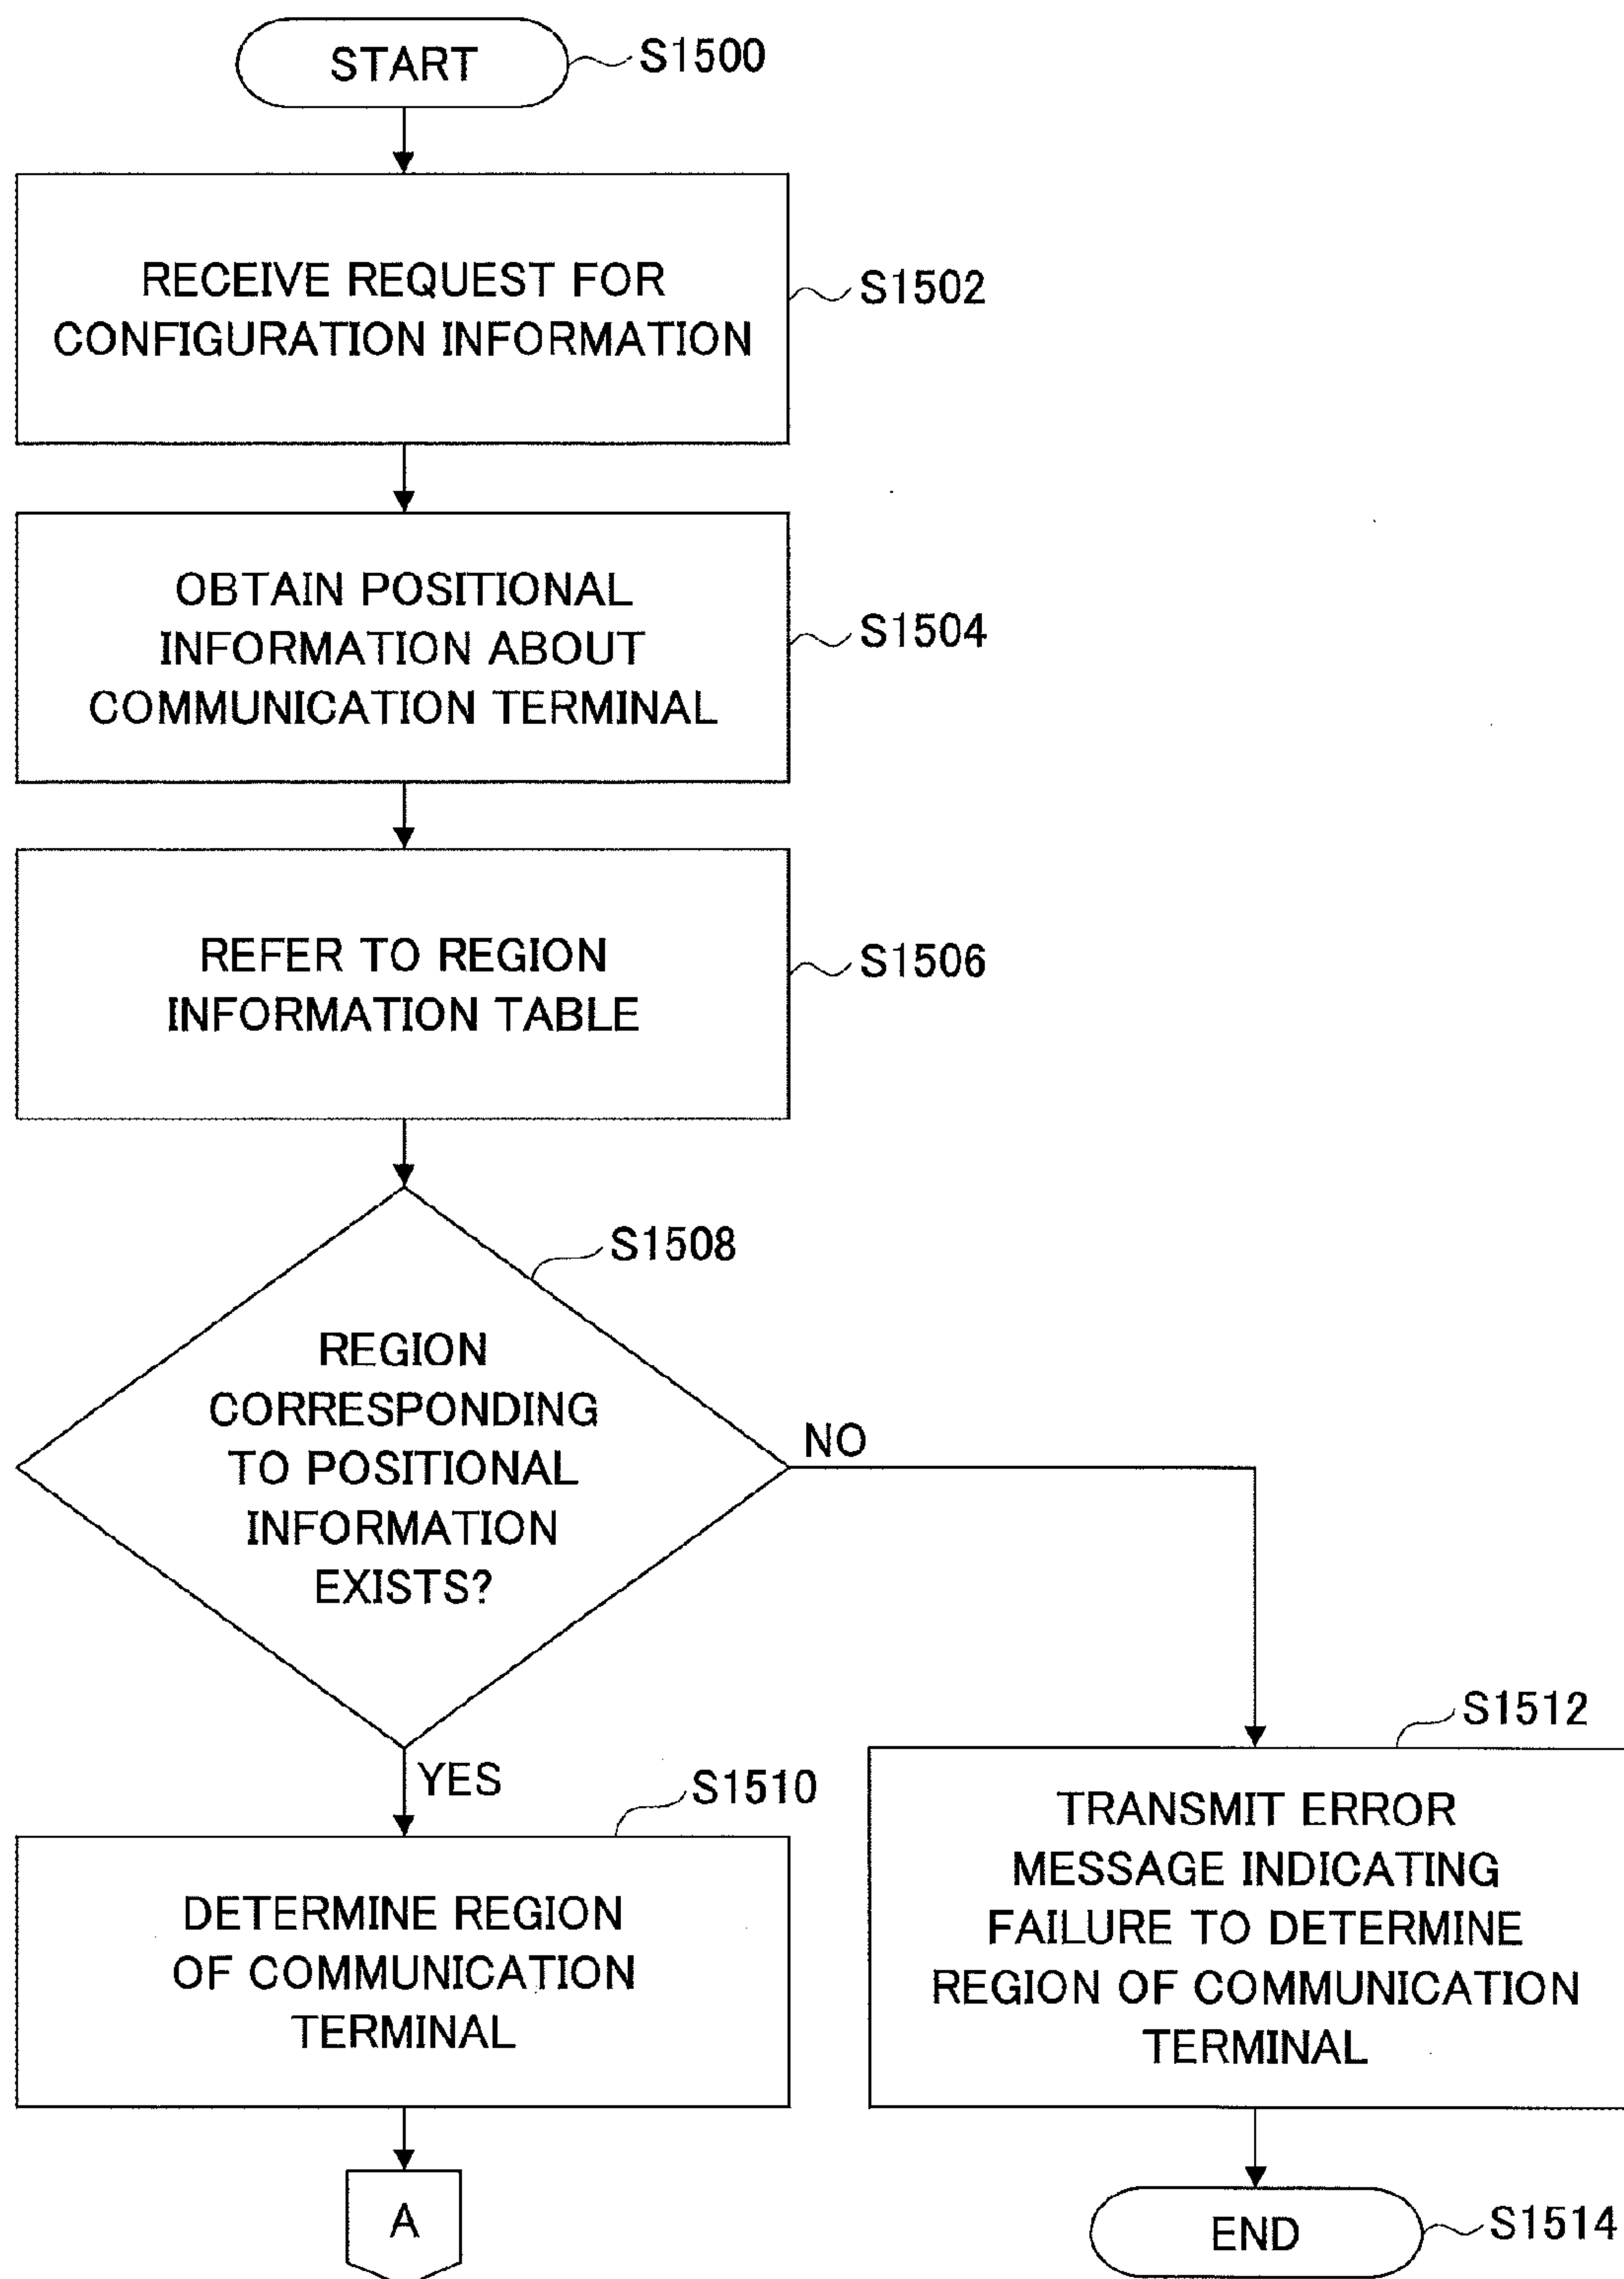 START
S1500
RECEIVE REQUEST FOR
CONFIGURATION INFORMATION
S1502
OBTAIN POSITIONAL
INFORMATION ABOUT
COMMUNICATION TERMINAL
S1504
REFER TO REGION
INFORMATION TABLE
S1506
S1508
REGION
CORRESPONDING
TO POSITIONAL
INFORMATION
EXISTS?
NO
YES
S1510
DETERMINE REGION
OF COMMUNICATION
TERMINAL
A
S1512
TRANSMIT ERROR
MESSAGE INDICATING
FAILURE TO DETERMINE
REGION OF COMMUNICATION
TERMINAL
END
S1514